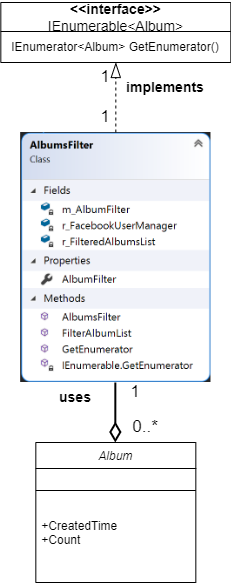 <<interface>>
IEnumerable<Album>
IEnumerator<Album> GetEnumerator()
1
implements
1
AlbumsFilter
Class
Fields
m_AlbumFilter
r_FacebookUserManager
r_FilteredAlbumsList
Properties
AlbumFilter
Methods
AlbumsFilter
FilterAlbumList
GetEnumerator
IEnumerable.GetEnumerator
uses
1
0..*
Album
+CreatedTime
+Count